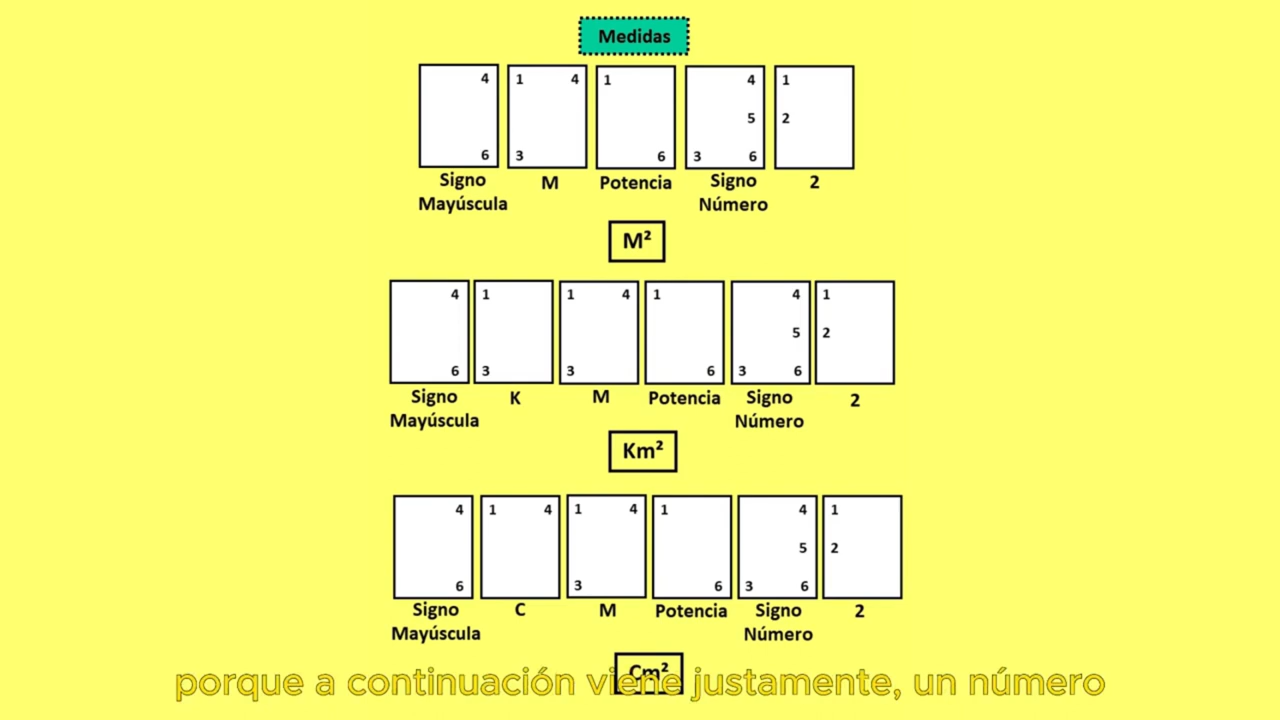 Medidas
4 1 4 1 4 1
5 2
6 3 6 3 6
Signo Mayúscula M Potencia Signo Número 2
M²
4 1 1 4 1 4 1
5 2
6 3 3 6 3 6
Signo Mayúscula K M Potencia Signo Número 2
Km²
4 1 4 1 4 1 4 1
5 2
6 3 6 3 6
Signo Mayúscula C M Potencia Signo Número 2
Cm²
porque a continuación viene justamente, un número